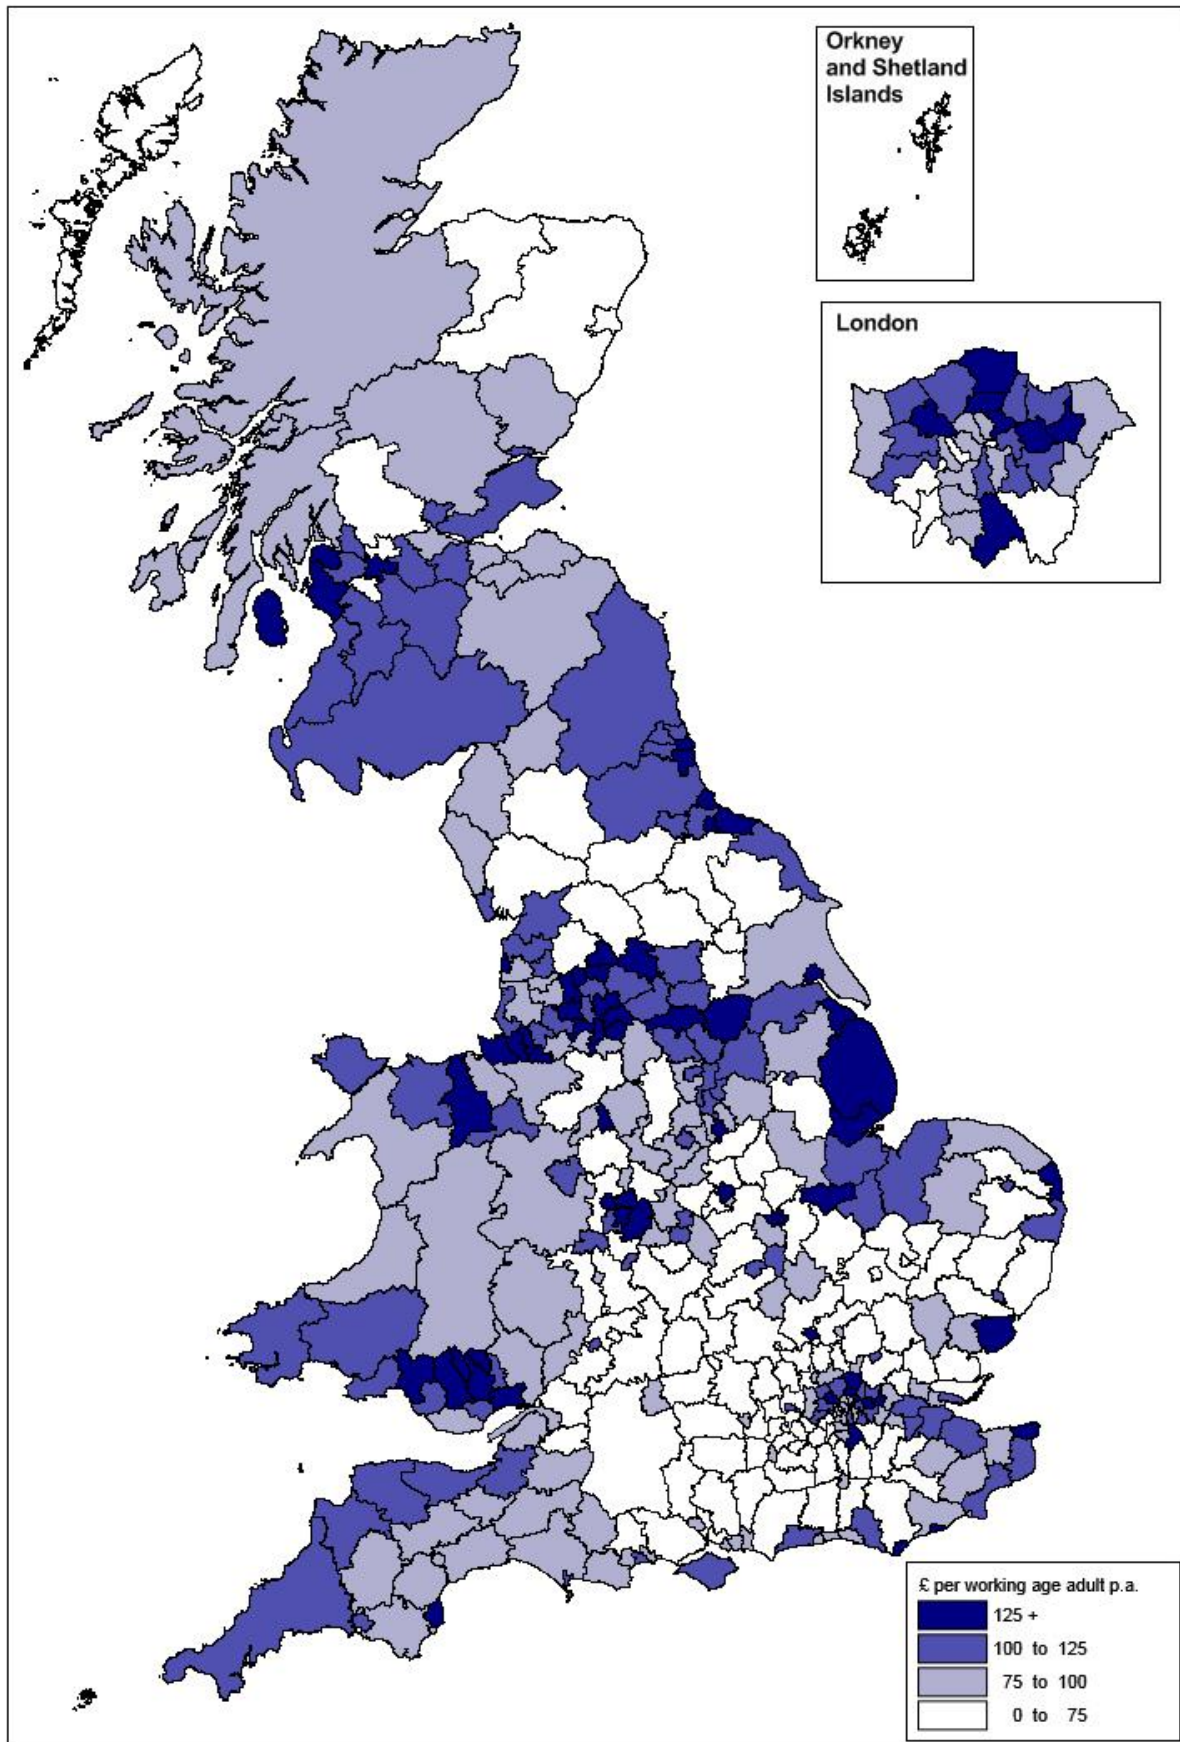 Orkney
and Shetland
Islands
London
£ per working age adult p.a.
125 +
100 to 125
75 to 100
0 to 75